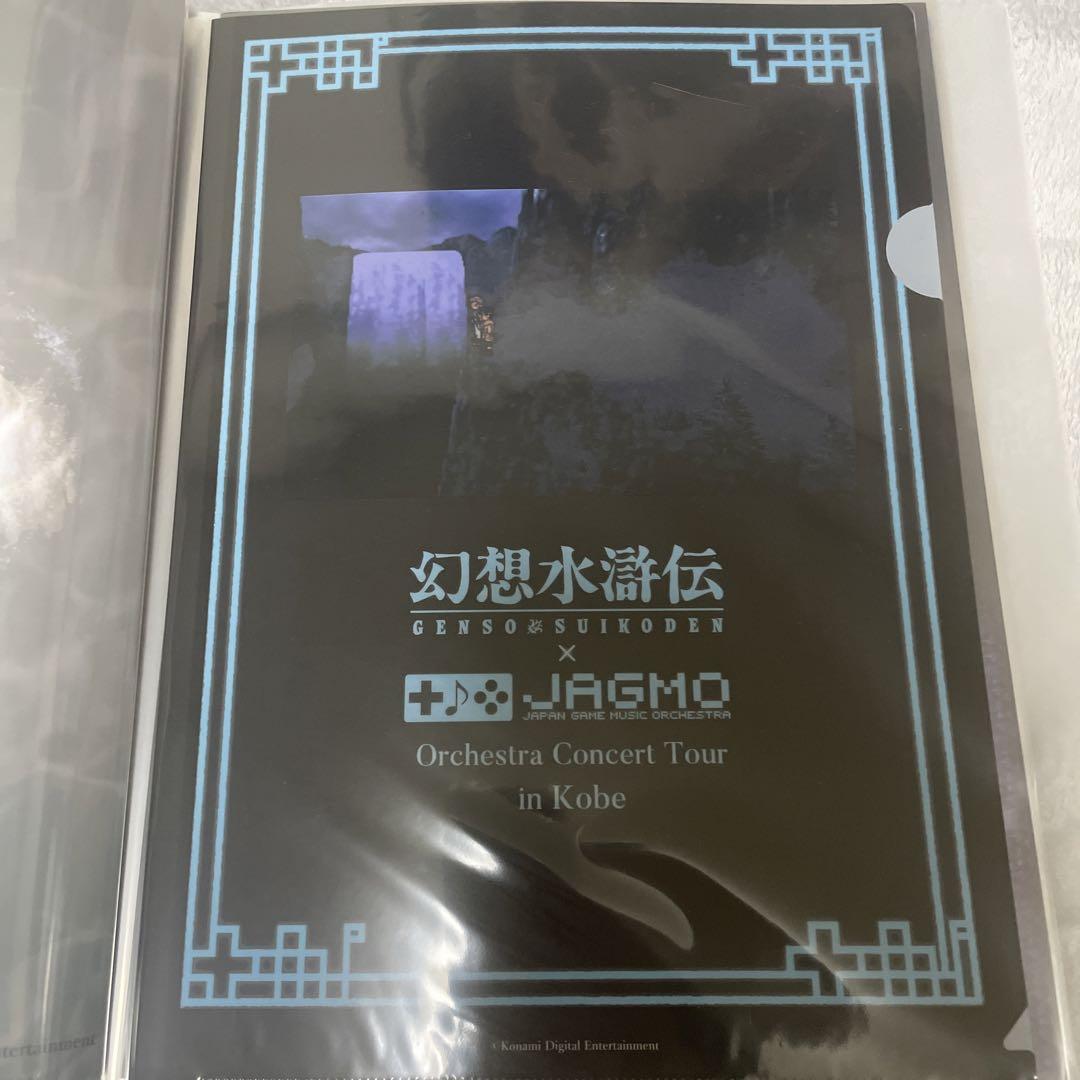 幻想水滸伝
GENSO SUIKODEN
×
JAGMO
JAPAN GAME MUSIC ORCHESTRA
Orchestra Concert Tour
in Kobe
©Konami Digital Entertainment